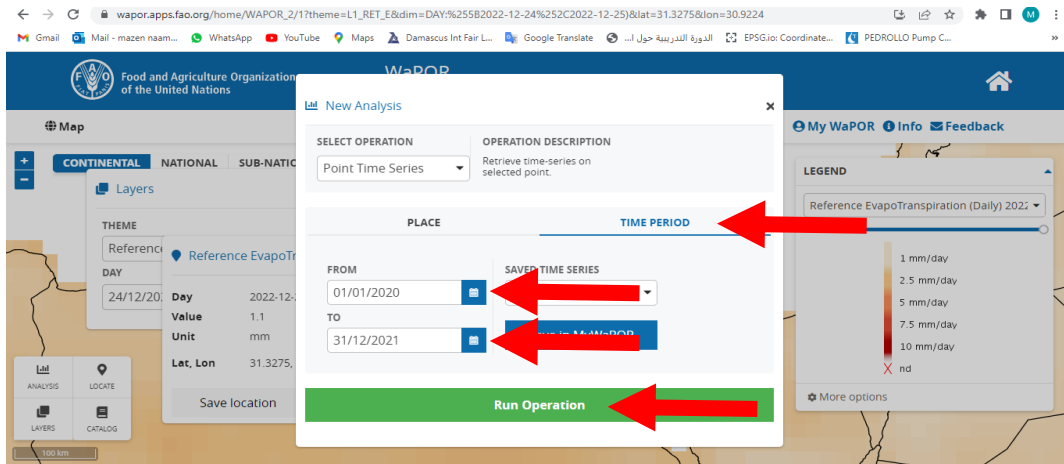 wapor.apps.fao.org/home/WAPOR_2/1?theme=L1_RET_E&dim=DAY:%255B2022-12-24%252C2022-12-25)&lat=31.3275&lon=30.9224
M
Gmail
Mail - mazen naam...
WhatsApp
YouTube
Maps
Damascus Int Fair L...
Google Translate
الدورة التدريبية حول ا...
EPSG.io: Coordinate...
PEDROLLO Pump C...
»
Food and Agriculture Organization
of the United Nations
WaPOR
Map
My WaPOR
Info
Feedback
CONTINENTAL
NATIONAL
SUB-NATIO
Layers
THEME
Reference
DAY
24/12/20
Reference EvapoTr
Day 2022-12-
Value 1.1
Unit mm
Lat, Lon 31.3275,
Save location
ANALYSIS
LOCATE
LAYERS
CATALOG
100 km
New Analysis
×
SELECT OPERATION
Point Time Series
OPERATION DESCRIPTION
Retrieve time-series on
selected point.
PLACE
TIME PERIOD
FROM
01/01/2020
TO
31/12/2021
SAVED TIME SERIES
Run Operation
LEGEND
Reference EvapoTranspiration (Daily) 2022
1 mm/day
2.5 mm/day
5 mm/day
7.5 mm/day
10 mm/day
nd
More options